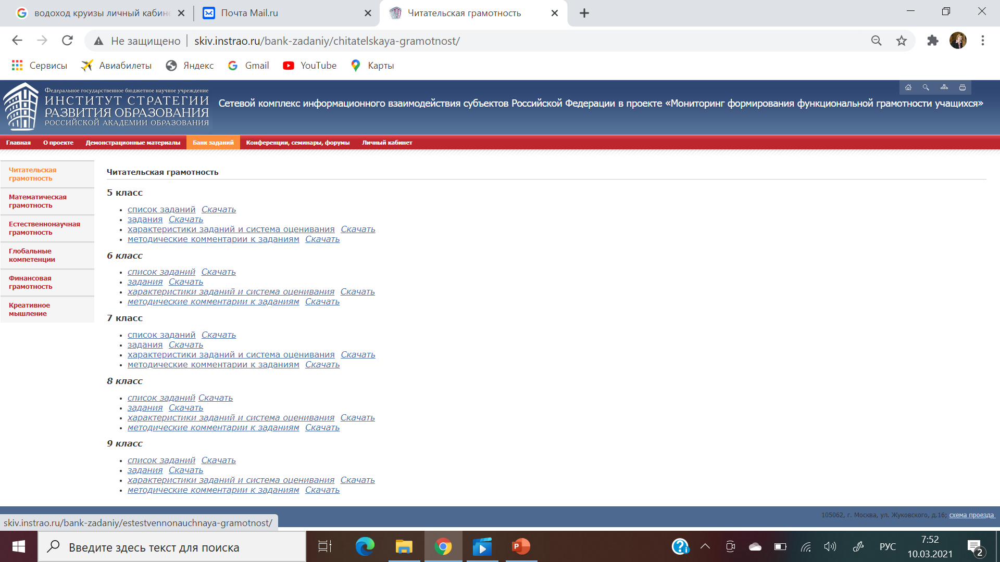 водоход круизы личный кабине
Почта Mail.ru
Читательская грамотность
Не защищено
skiv.instrao.ru/bank-zadaniy/chitatelskaya-gramotnost/
Сервисы
Авиабилеты
Яндекс
Gmail
YouTube
Карты
Федеральное государственное бюджетное научное учреждение
ИНСТИТУТ СТРАТЕГИИ
РАЗВИТИЯ ОБРАЗОВАНИЯ
РОССИЙСКОЙ АКАДЕМИИ ОБРАЗОВАНИЯ
Сетевой комплекс информационного взаимодействия субъектов Российской Федерации в проекте «Мониторинг формирования функциональной грамотности учащихся»
Главная
О проекте
Демонстрационные материалы
Банк заданий
Конференции, семинары, форумы
Личный кабинет
Читательская
грамотность
Математическая
грамотность
Естественнонаучная
грамотность
Глобальные
компетенции
Финансовая
грамотность
Креативное
мышление
Читательская грамотность
5 класс
список заданий Скачать
задания Скачать
характеристики заданий и система оценивания Скачать
методические комментарии к заданиям Скачать
6 класс
список заданий Скачать
задания Скачать
характеристики заданий и система оценивания Скачать
методические комментарии к заданиям Скачать
7 класс
список заданий Скачать
задания Скачать
характеристики заданий и система оценивания Скачать
методические комментарии к заданиям Скачать
8 класс
список заданий Скачать
задания Скачать
характеристики заданий и система оценивания Скачать
методические комментарии к заданиям Скачать
9 класс
список заданий Скачать
задания Скачать
характеристики заданий и система оценивания Скачать
методические комментарии к заданиям Скачать
105062, г. Москва, ул. Жуковского, д.16; схема проезда
skiv.instrao.ru/bank-zadaniy/estestvennonauchnaya-gramotnost/
Введите здесь текст для поиска
РУС
7:52
10.03.2021
2